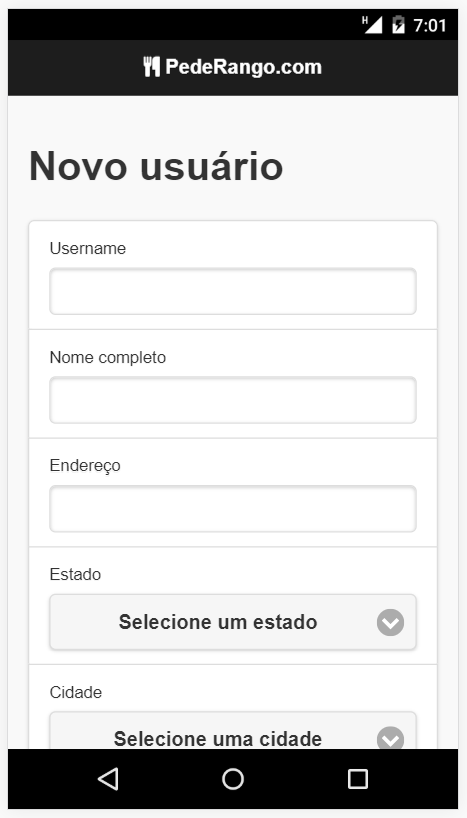 H 7:01
PedeRango.com
Novo usuário
Username
Nome completo
Endereço
Estado
Selecione um estado
Cidade
Selecione uma cidade